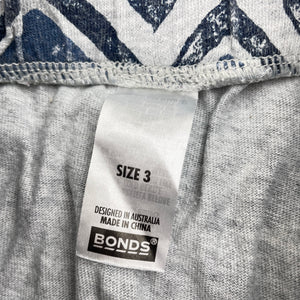 SIZE 3
DESIGNED IN AUSTRALIA
MADE IN CHINA
BONDS®